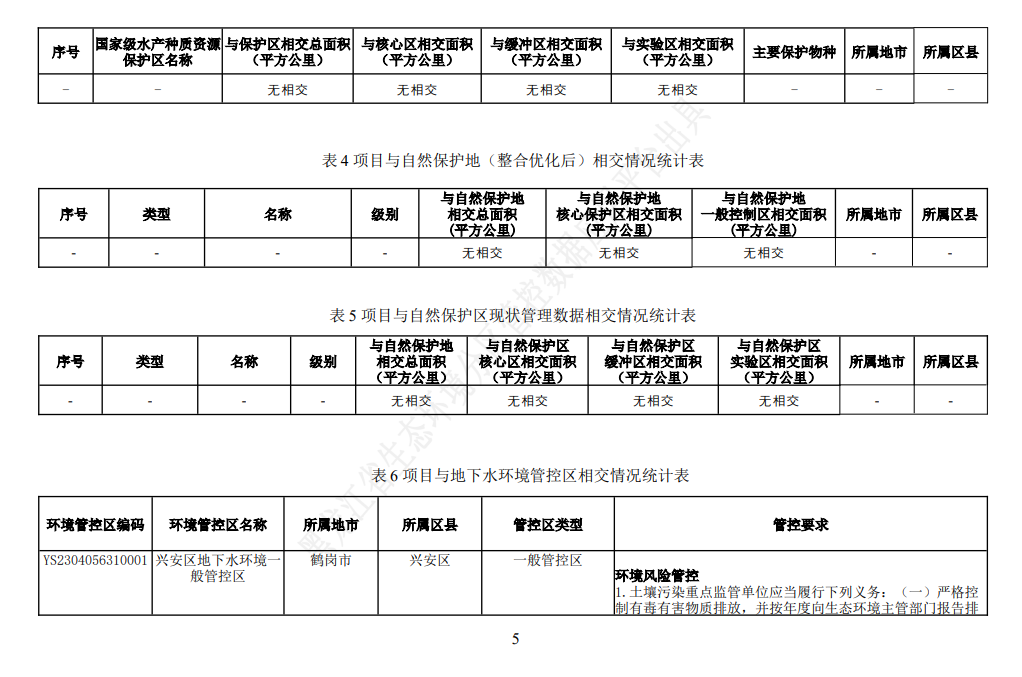 序号 国家级水产种质资源保护区名称 与保护区相交总面积（平方公里） 与核心区相交面积（平方公里） 与缓冲区相交面积（平方公里） 与实验区相交面积（平方公里） 主要保护物种 所属地市 所属区县
– – 无相交 无相交 无相交 无相交 – – –
表 4 项目与自然保护地（整合优化后）相交情况统计表
序号 类型 名称 级别 与自然保护地相交总面积(平方公里) 与自然保护地核心保护区相交面积(平方公里) 与自然保护地一般控制区相交面积(平方公里) 所属地市 所属区县
- - - - 无相交 无相交 无相交 - -
表 5 项目与自然保护区现状管理数据相交情况统计表
序号 类型 名称 级别 与自然保护地相交总面积（平方公里） 与自然保护区核心区相交面积（平方公里） 与自然保护区缓冲区相交面积（平方公里） 与自然保护区实验区相交面积（平方公里） 所属地市 所属区县
- - - - 无相交 无相交 无相交 无相交 - -
表 6 项目与地下水环境管控区相交情况统计表
环境管控区编码 环境管控区名称 所属地市 所属区县 管控区类型 管控要求
YS2304056310001 兴安区地下水环境一般管控区 鹤岗市 兴安区 一般管控区
环境风险管控
1.土壤污染重点监管单位应当履行下列义务：（一）严格控
制有毒有害物质排放，并按年度向生态环境主管部门报告排
5
黑龙江省生态环境分区管控数据应用平台出具